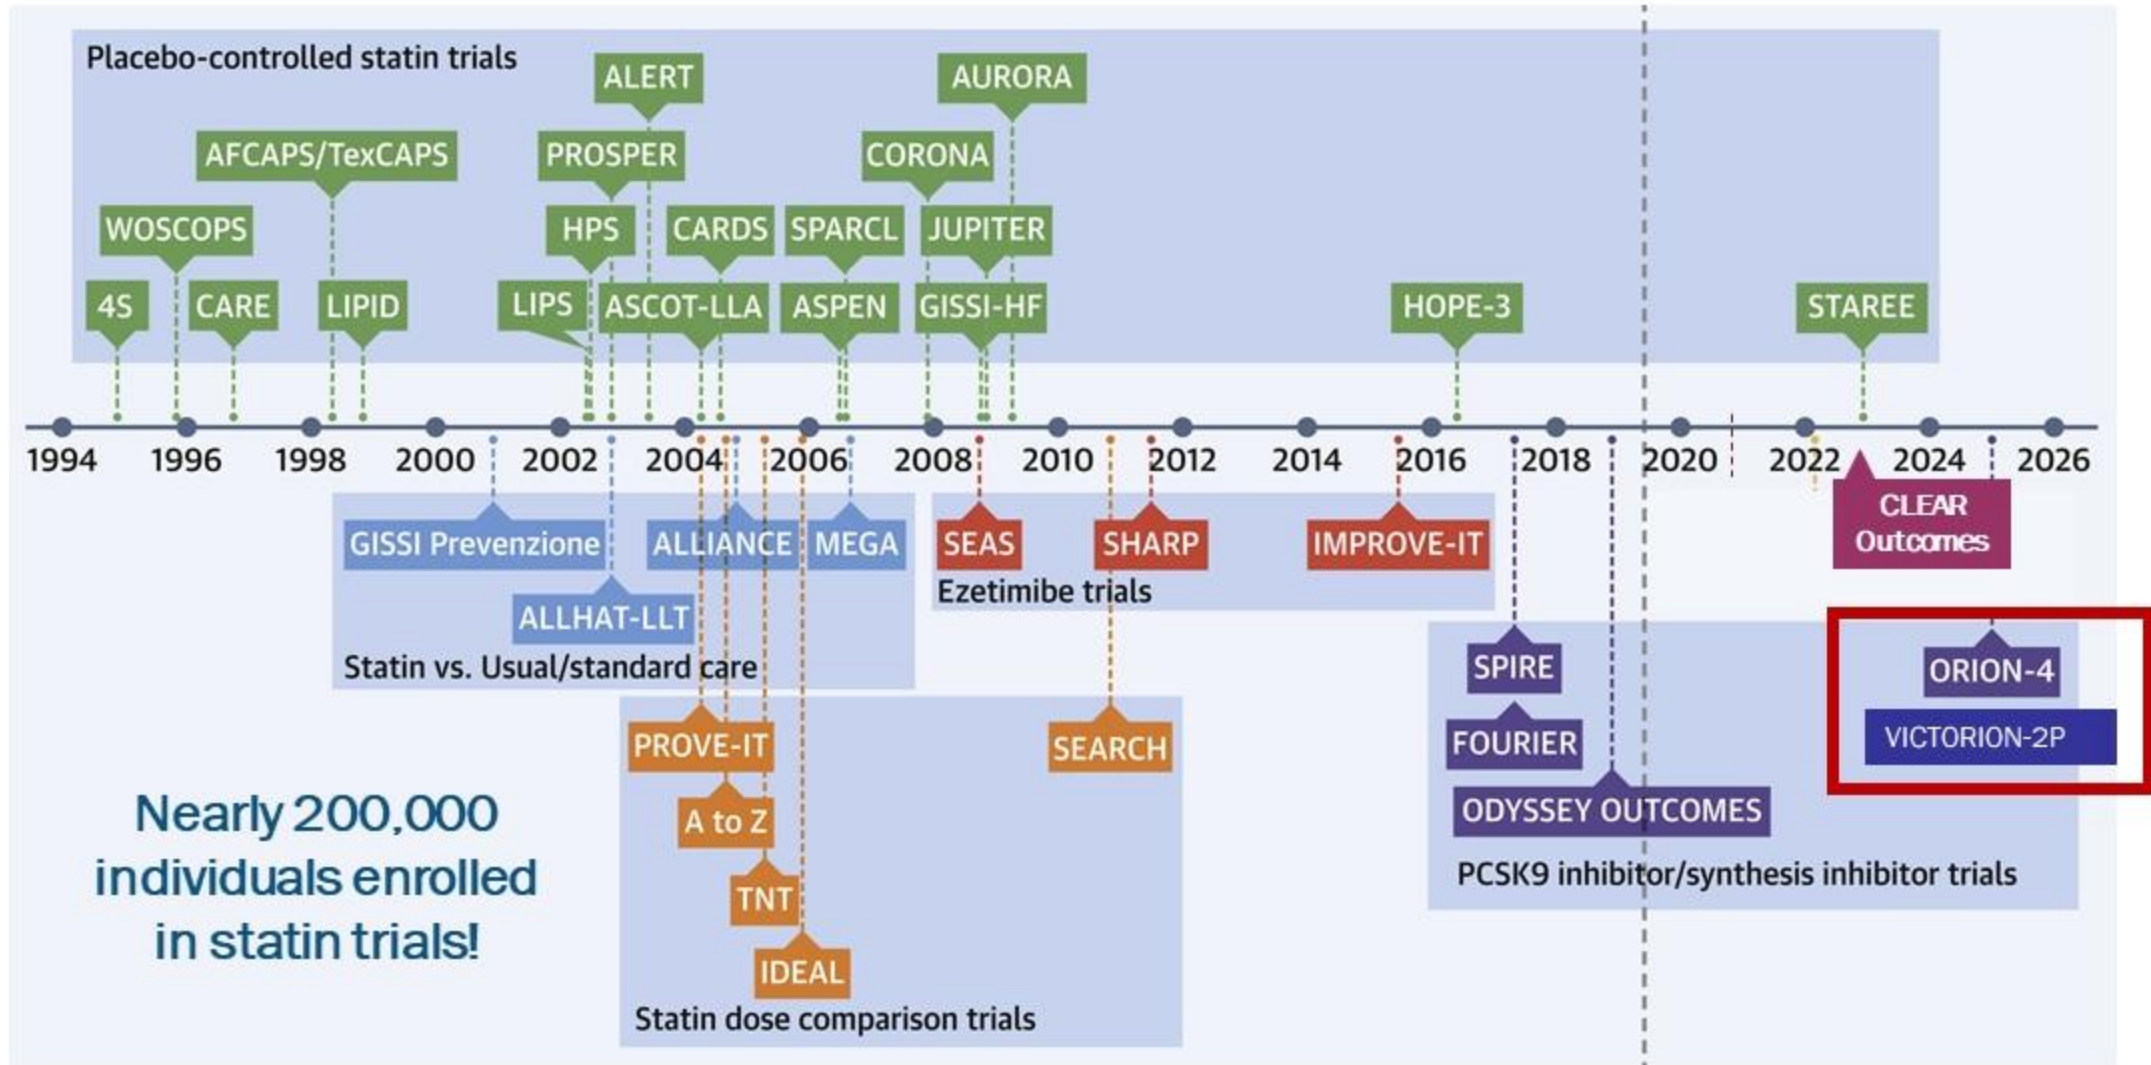 Placebo-controlled statin trials
ALERT
AURORA
AFCAPS/TexCAPS
PROSPER
CORONA
WOSCOPS
HPS
CARDS
SPARCL
JUPITER
4S
CARE
LIPID
LIPS
ASCOT-LLA
ASPEN
GISSI-HF
HOPE-3
STAREE
1994 1996 1998 2000 2002 2004 2006 2008 2010 2012 2014 2016 2018 2020 2022 2024 2026
CLEAR
Outcomes
GISSI Prevenzione
ALLIANCE
MEGA
SEAS
SHARP
IMPROVE-IT
Ezetimibe trials
ALLHAT-LLT
Statin vs. Usual/standard care
SPIRE
ORION-4
PROVE-IT
SEARCH
FOURIER
VICTORION-2P
A to Z
ODYSSEY OUTCOMES
TNT
PCSK9 inhibitor/synthesis inhibitor trials
IDEAL
Statin dose comparison trials
Nearly 200,000
individuals enrolled
in statin trials!